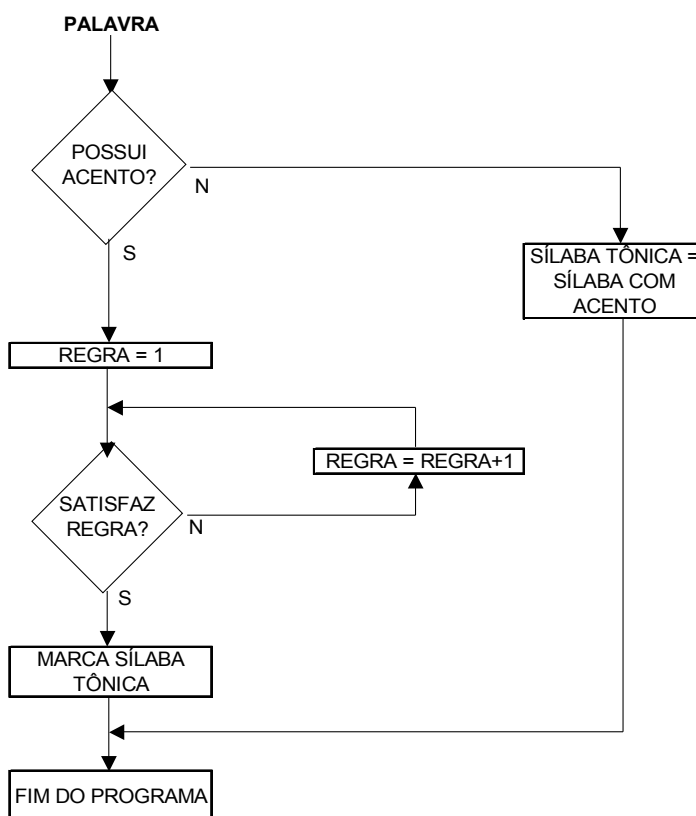 PALAVRA
POSSUI
ACENTO?
N
S
SÍLABA TÔNICA =
SÍLABA COM
ACENTO
REGRA = 1
REGRA = REGRA+1
SATISFAZ
REGRA?
N
S
MARCA SÍLABA
TÔNICA
FIM DO PROGRAMA